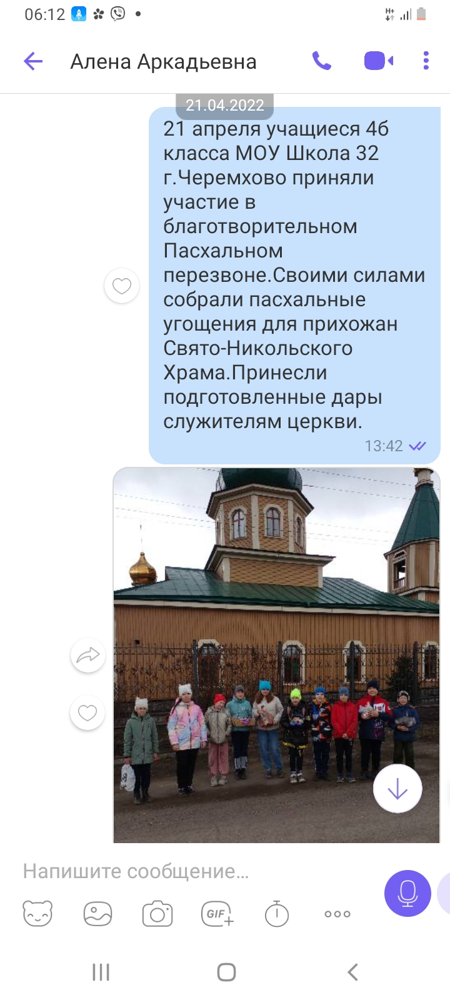 06:12
Алена Аркадьевна
21.04.2022
21 апреля учащиеся 4б
класса МОУ Школа 32
г.Черемхово приняли
участие в
благотворительном
Пасхальном
перезвоне.Своими силами
собрали пасхальные
угощения для прихожан
Свято-Никольского
Храма.Принесли
подготовленные дары
служителям церкви.
13:42
Напишите сообщение...
GIF